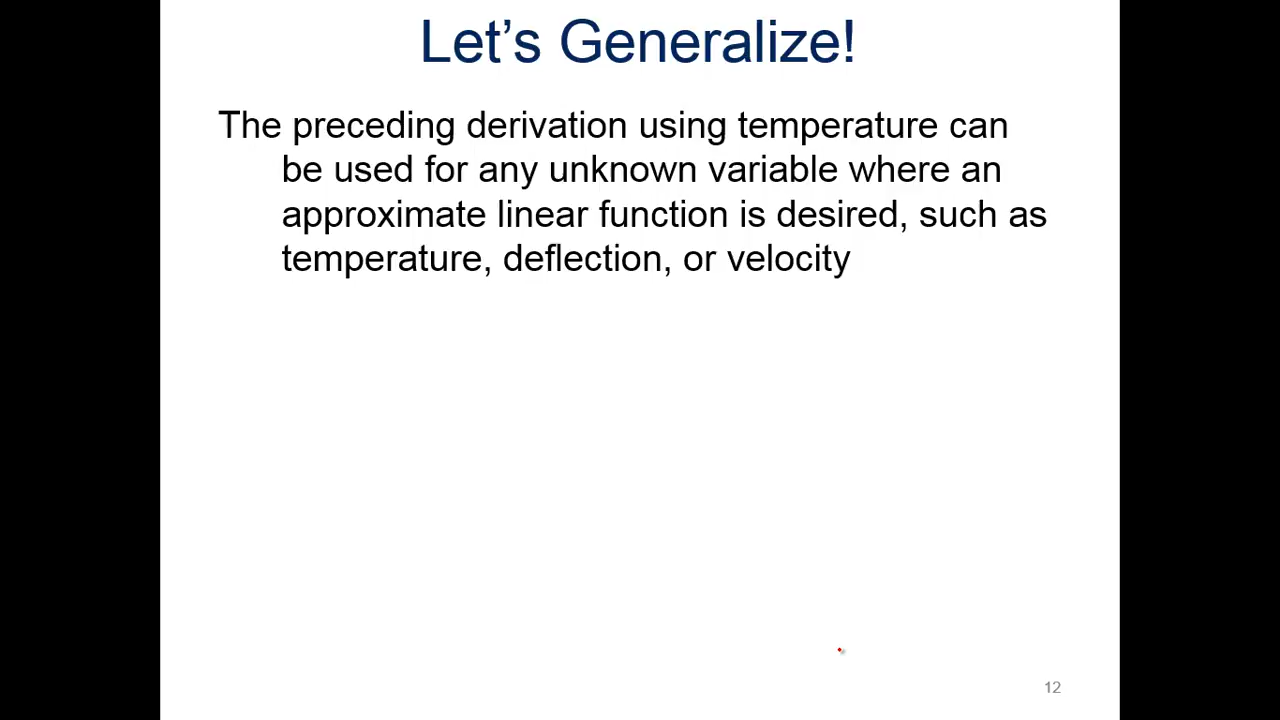 Let’s Generalize!
The preceding derivation using temperature can
be used for any unknown variable where an
approximate linear function is desired, such as
temperature, deflection, or velocity
12